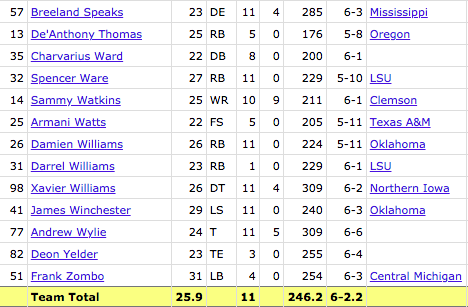 57 Breeland Speaks 23 DE 11 4 285 6-3 Mississippi
13 De'Anthony Thomas 25 RB 5 0 176 5-8 Oregon
35 Charvarius Ward 22 DB 8 0 200 6-1
32 Spencer Ware 27 RB 11 0 229 5-10 LSU
14 Sammy Watkins 25 WR 10 9 211 6-1 Clemson
25 Armani Watts 22 FS 5 0 205 5-11 Texas A&M
26 Damien Williams 26 RB 11 0 224 5-11 Oklahoma
31 Darrel Williams 23 RB 1 0 229 6-1 LSU
98 Xavier Williams 26 DT 11 4 309 6-2 Northern Iowa
41 James Winchester 29 LS 11 0 240 6-3 Oklahoma
77 Andrew Wylie 24 T 11 5 309 6-6
82 Deon Yelder 23 TE 3 0 255 6-4
51 Frank Zombo 31 LB 4 0 254 6-3 Central Michigan
Team Total 25.9 11 246.2 6-2.2